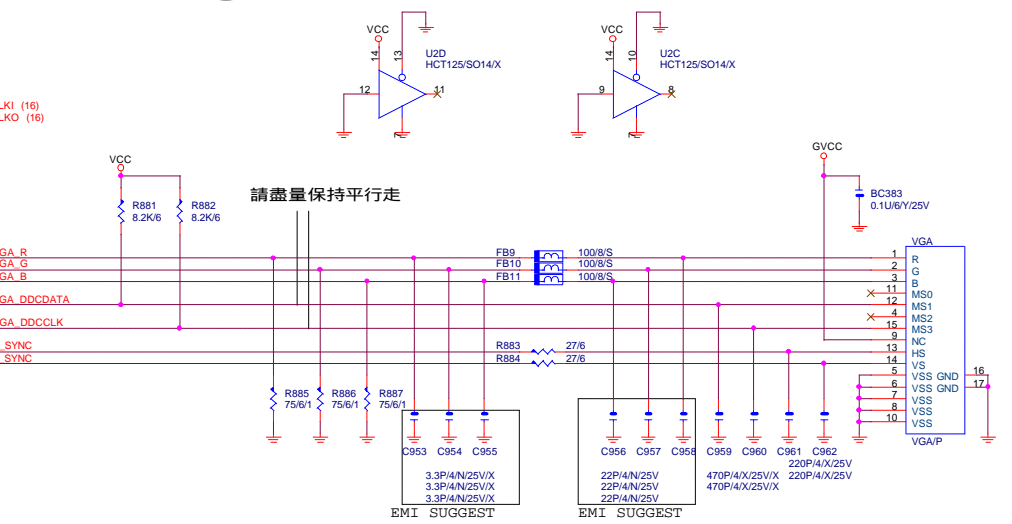 VCC
14
13
U2D
HCT125/SO14/X
12
11
7
VCC
14
10
U2C
HCT125/SO14/X
9
8
7
LKI (16)
LKO (16)
VCC
R881
8.2K/6
R882
8.2K/6
請盡量保持平行走
GVCC
BC383
0.1U/6/Y/25V
GA_R
GA_G
GA_B
GA_DDCDATA
GA_DDCCLK
_SYNC
_SYNC
FB9 100/8/S
FB10 100/8/S
FB11 100/8/S
R883 27/6
R884 27/6
VGA
1 R
2 G
3 B
11 MS0
12 MS1
4 MS2
15 MS3
9 NC
13 HS
14 VS
5 VSS GND 16
6 VSS GND 17
7 VSS
8 VSS
10 VSS
VGA/P
R885
75/6/1
R886
75/6/1
R887
75/6/1
C953 C954 C955
3.3P/4/N/25V/X
3.3P/4/N/25V/X
3.3P/4/N/25V/X
EMI SUGGEST
C956 C957 C958
22P/4/N/25V
22P/4/N/25V
22P/4/N/25V
EMI SUGGEST
C959 C960 C961 C962
470P/4/X/25V/X
470P/4/X/25V/X
220P/4/X/25V
220P/4/X/25V